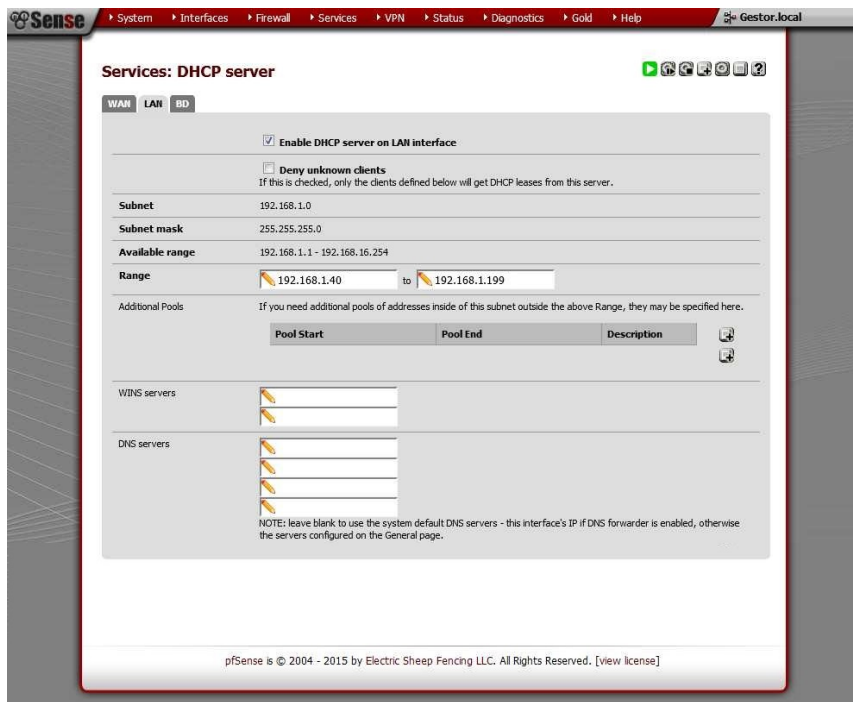 Sense
System
Interfaces
Firewall
Services
VPN
Status
Diagnostics
Gold
Help
Gestor.local
Services: DHCP server
WAN
LAN
BD
Enable DHCP server on LAN interface
Deny unknown clients
If this is checked, only the clients defined below will get DHCP leases from this server.
Subnet
192.168.1.0
Subnet mask
255.255.255.0
Available range
192.168.1.1 - 192.168.16.254
Range
192.168.1.40 to 192.168.1.199
Additional Pools
If you need additional pools of addresses inside of this subnet outside the above Range, they may be specified here.
Pool Start
Pool End
Description
WINS servers
DNS servers
NOTE: leave blank to use the system default DNS servers - this interface's IP if DNS forwarder is enabled, otherwise
the servers configured on the General page.
pfSense is © 2004 - 2015 by Electric Sheep Fencing LLC. All Rights Reserved. [view license]